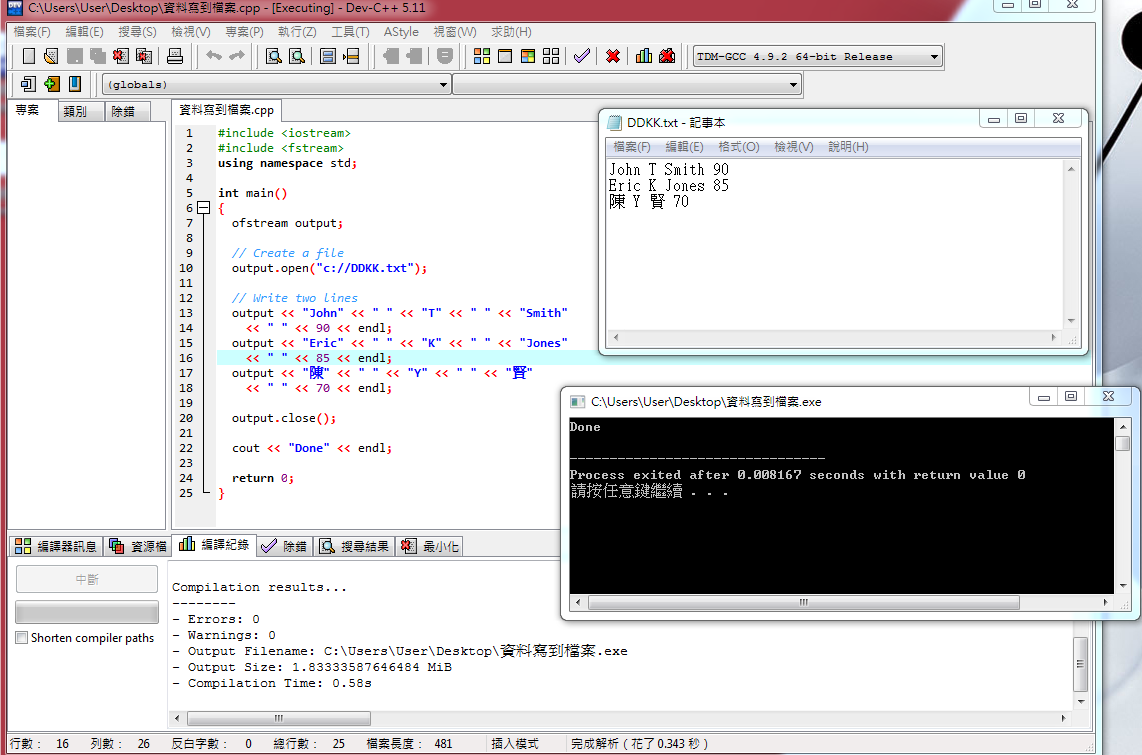 C:\Users\User\Desktop\資料寫到檔案.cpp - [Executing] - Dev-C++ 5.11
檔案(F) 編輯(E) 搜尋(S) 檢視(V) 專案(P) 執行(Z) 工具(T) AStyle 視窗(W) 求助(H)
TDM-GCC 4.9.2 64-bit Release
(globals)
專案 類別 除錯
資料寫到檔案.cpp
1 #include <iostream>
2 #include <fstream>
3 using namespace std;
4
5 int main()
6 {
7 ofstream output;
8
9 // Create a file
10 output.open("c://DDKK.txt");
11
12 // Write two lines
13 output << "John" << " " << "T" << " " << "Smith"
14 << " " << 90 << endl;
15 output << "Eric" << " " << "K" << " " << "Jones"
16 << " " << 85 << endl;
17 output << "陳" << " " << "Y" << " " << "賢"
18 << " " << 70 << endl;
19
20 output.close();
21
22 cout << "Done" << endl;
23
24 return 0;
25 }
DDKK.txt - 記事本
檔案(F) 編輯(E) 格式(O) 檢視(V) 說明(H)
John T Smith 90
Eric K Jones 85
陳 Y 賢 70
C:\Users\User\Desktop\資料寫到檔案.exe
Done
--------------------------------
Process exited after 0.008167 seconds with return value 0
請按任意鍵繼續 . . .
編譯器訊息 資源檔 編譯紀錄 除錯 搜尋結果 最小化
中斷
Shorten compiler paths
Compilation results...
--------
- Errors: 0
- Warnings: 0
- Output Filename: C:\Users\User\Desktop\資料寫到檔案.exe
- Output Size: 1.83333587646484 MiB
- Compilation Time: 0.58s
行數： 16 列數： 26 反白字數： 0 總行數： 25 檔案長度： 481 插入模式 完成解析 ( 花了0.343 秒 )